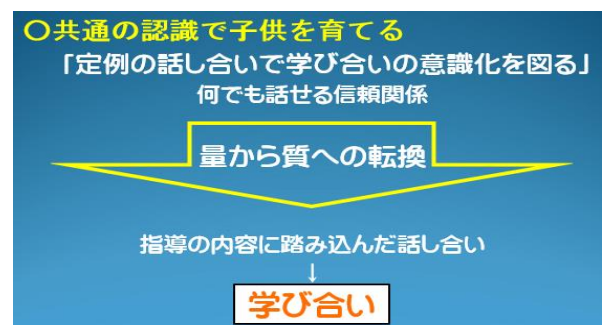 〇共通の認識で子供を育てる
「定例の話し合いで学び合いの意識化を図る」
何でも話せる信頼関係
量から質への転換
指導の内容に踏み込んだ話し合い
↓
学び合い